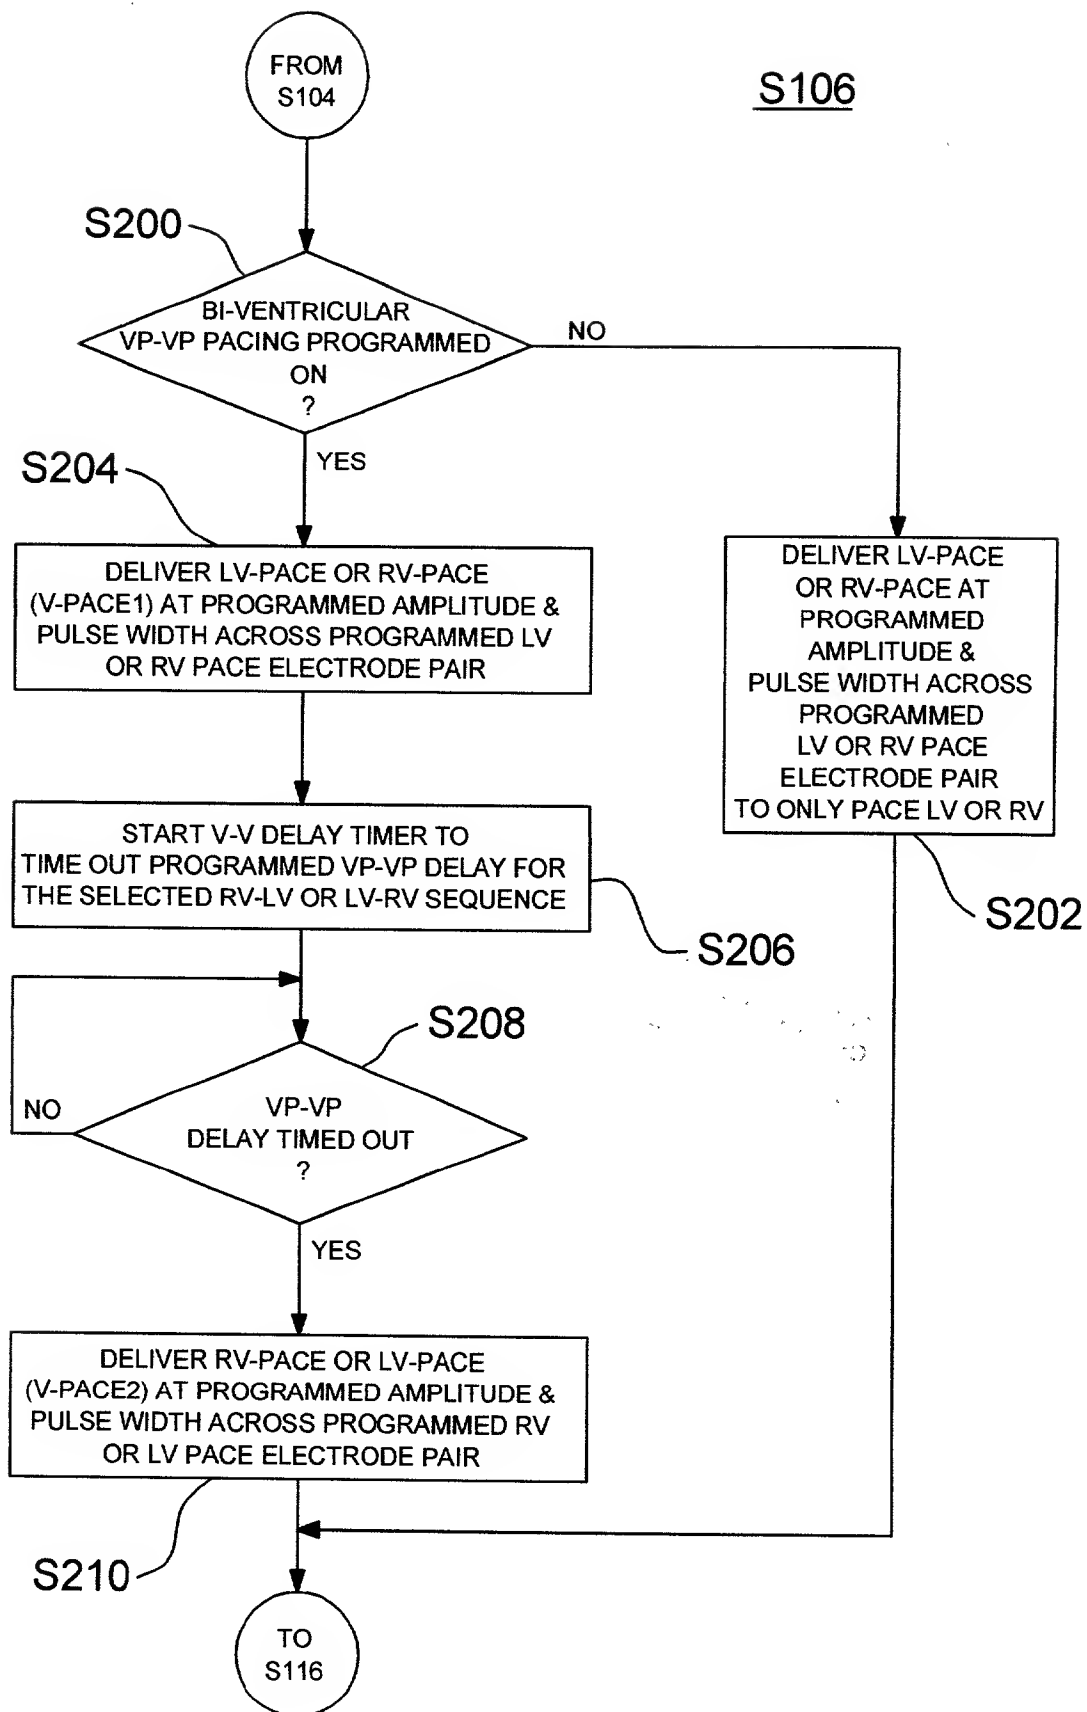 FROM
S104
S106
S200
BI-VENTRICULAR
VP-VP PACING PROGRAMMED
ON
?
NO
YES
S204
DELIVER LV-PACE OR RV-PACE
(V-PACE1) AT PROGRAMMED AMPLITUDE &
PULSE WIDTH ACROSS PROGRAMMED LV
OR RV PACE ELECTRODE PAIR
DELIVER LV-PACE
OR RV-PACE AT
PROGRAMMED
AMPLITUDE &
PULSE WIDTH ACROSS
PROGRAMMED
LV OR RV PACE
ELECTRODE PAIR
TO ONLY PACE LV OR RV
S202
START V-V DELAY TIMER TO
TIME OUT PROGRAMMED VP-VP DELAY FOR
THE SELECTED RV-LV OR LV-RV SEQUENCE
S206
S208
VP-VP
DELAY TIMED OUT
?
NO
YES
DELIVER RV-PACE OR LV-PACE
(V-PACE2) AT PROGRAMMED AMPLITUDE &
PULSE WIDTH ACROSS PROGRAMMED RV
OR LV PACE ELECTRODE PAIR
S210
TO
S116